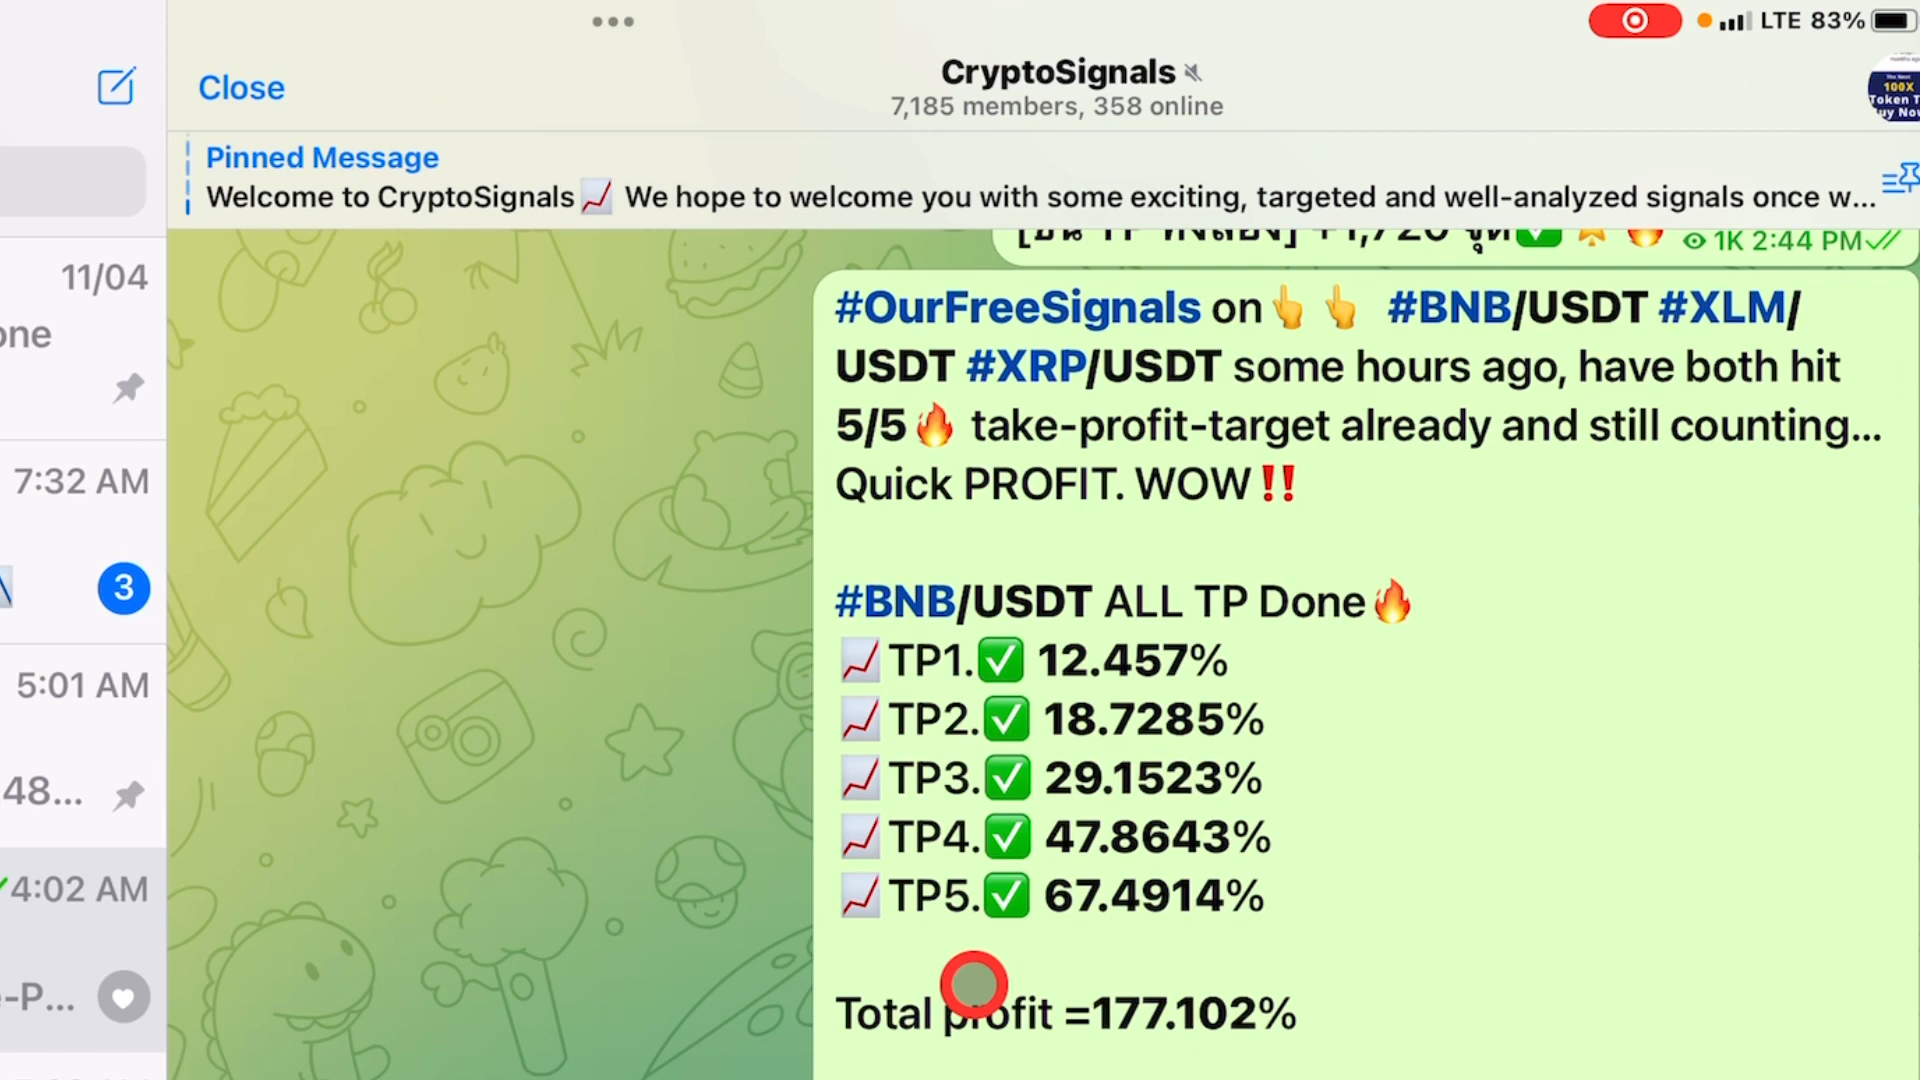 LTE 83%
Close
CryptoSignals
7,185 members, 358 online
100X
Pinned Message
Welcome to CryptoSignals📈 We hope to welcome you with some exciting, targeted and well-analyzed signals once w...
11/04
one
7:32 AM
3
5:01 AM
48...
4:02 AM
-P...
1K 2:44 PM
#OurFreeSignals on👆👆 #BNB/USDT #XLM/
USDT #XRP/USDT some hours ago, have both hit
5/5🔥 take-profit-target already and still counting...
Quick PROFIT. WOW‼️
#BNB/USDT ALL TP Done🔥
📈TP1.✅ 12.457%
📈TP2.✅ 18.7285%
📈TP3.✅ 29.1523%
📈TP4.✅ 47.8643%
📈TP5.✅ 67.4914%
Total profit =177.102%